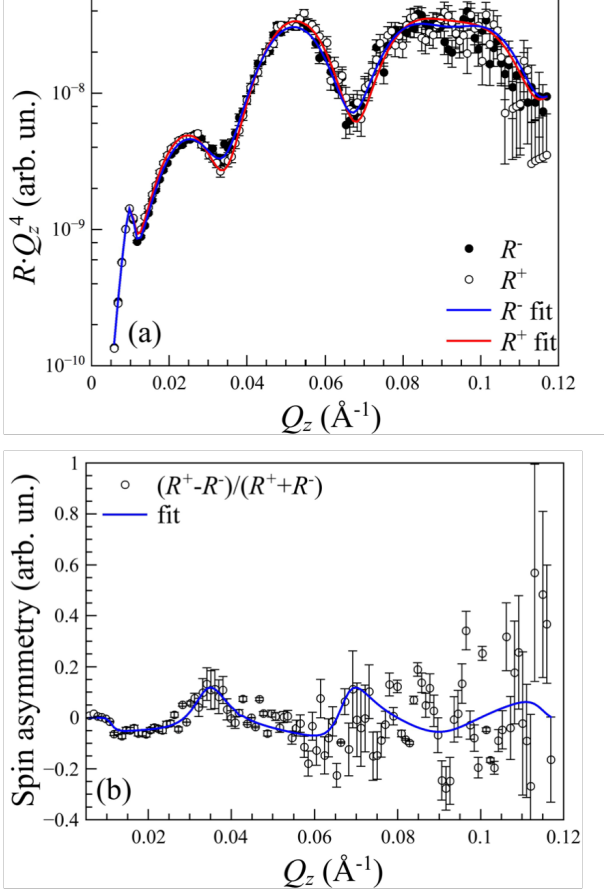 R·Qz⁴ (arb. un.)
10⁻⁸
10⁻⁹
10⁻¹⁰
(a)
R⁻
R⁺
R⁻ fit
R⁺ fit
0 0.02 0.04 0.06 0.08 0.1 0.12
Qz (Å⁻¹)
Spin asymmetry (arb. un.)
1
0.8
0.6
0.4
0.2
0
−0.2
−0.4
(R⁺-R⁻)/(R⁺+R⁻)
fit
(b)
0.02 0.04 0.06 0.08 0.1 0.12
Qz (Å⁻¹)